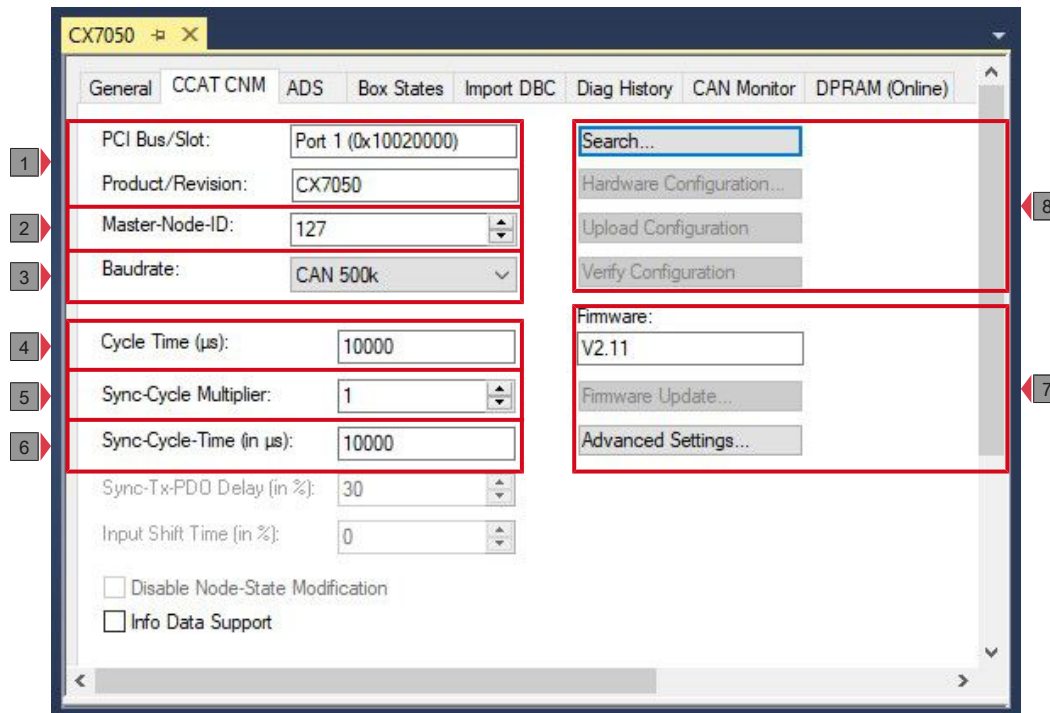 CX7050
General CCAT CNM ADS Box States Import DBC Diag History CAN Monitor DPRAM (Online)
1
PCI Bus/Slot: Port 1 (0x10020000)
Product/Revision: CX7050
2
Master-Node-ID: 127
3
Baudrate: CAN 500k
4
Cycle Time (µs): 10000
5
Sync-Cycle Multiplier: 1
6
Sync-Cycle-Time (in µs): 10000
Sync-Tx-PDO Delay (in %): 30
Input Shift Time (in %): 0
Disable Node-State Modification
Info Data Support
Search...
Hardware Configuration...
Upload Configuration
Verify Configuration
8
Firmware:
V2.11
Firmware Update...
Advanced Settings...
7